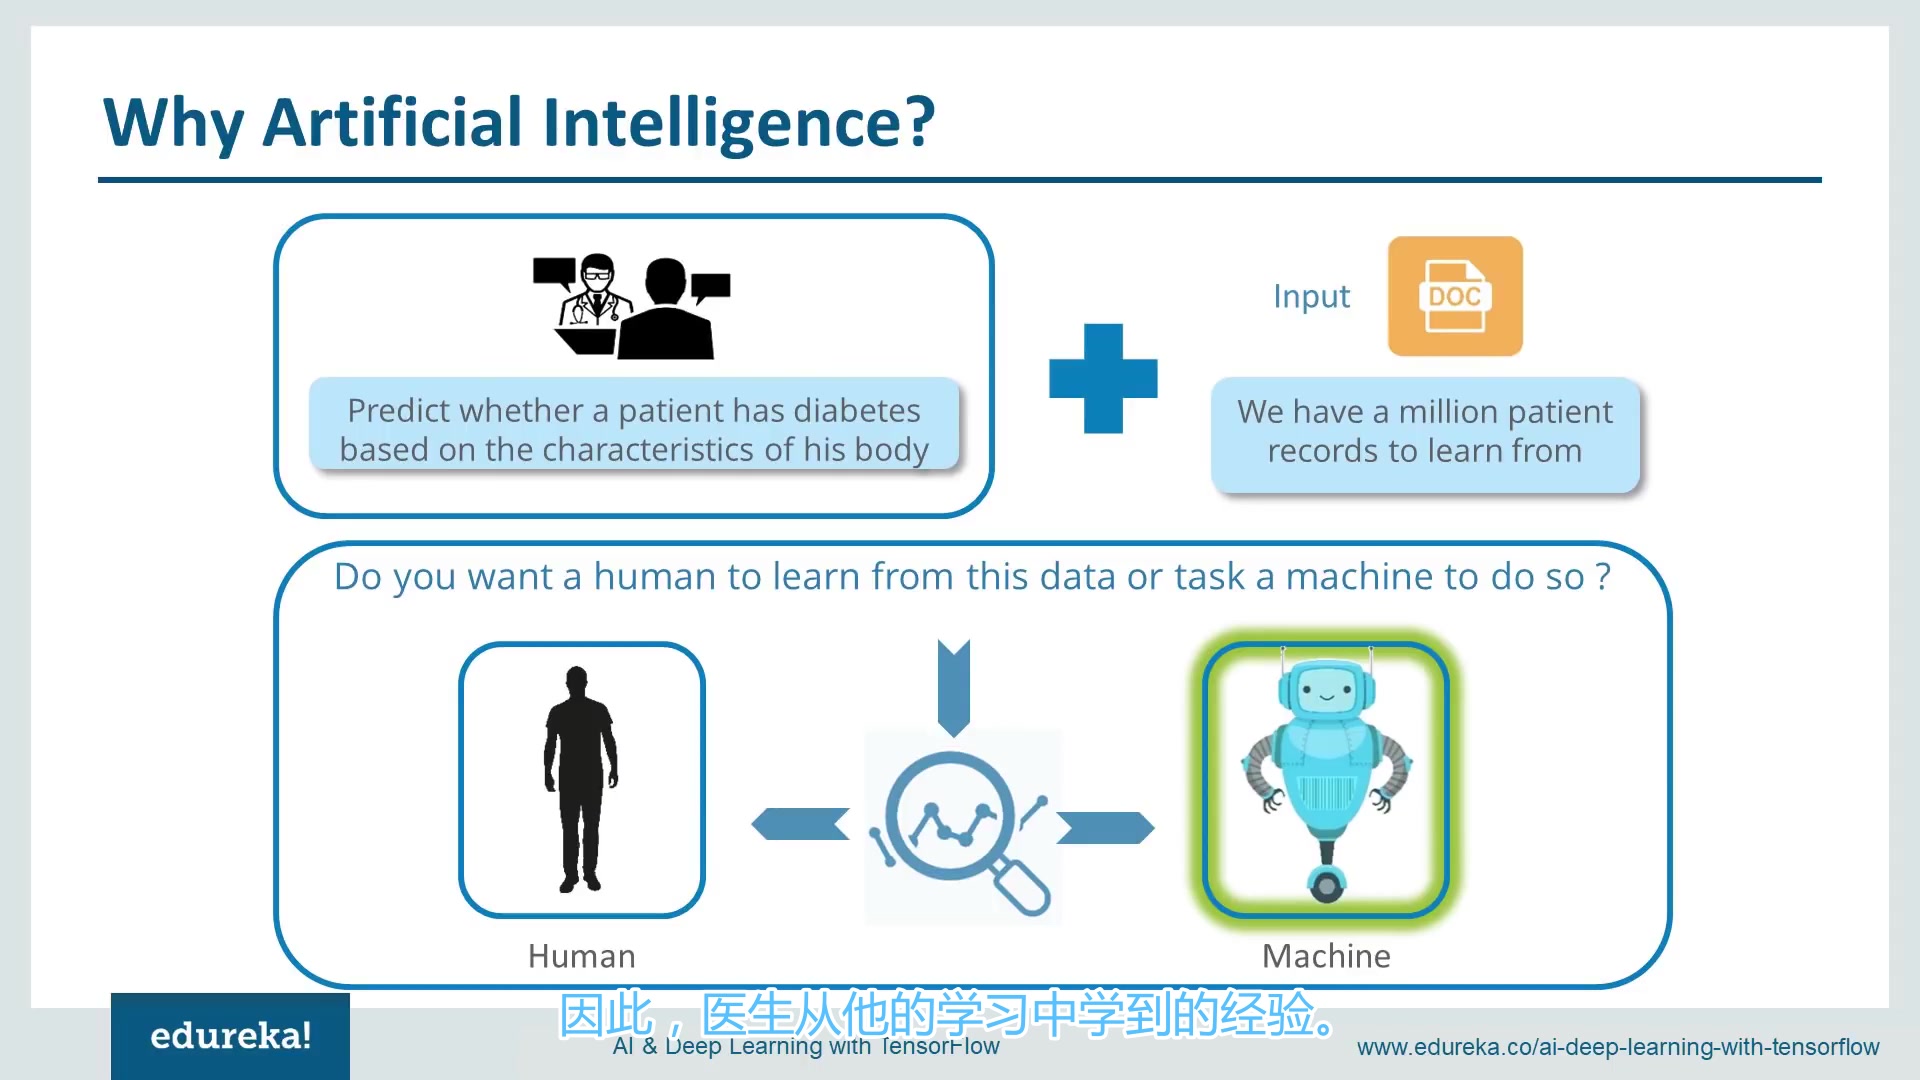 Why Artificial Intelligence?
Input
DOC
Predict whether a patient has diabetes
based on the characteristics of his body
We have a million patient
records to learn from
Do you want a human to learn from this data or task a machine to do so ?
Human
Machine
因此，医生从他的学习中学到的经验。
edureka!
AI & Deep Learning with TensorFlow
www.edureka.co/ai-deep-learning-with-tensorflow